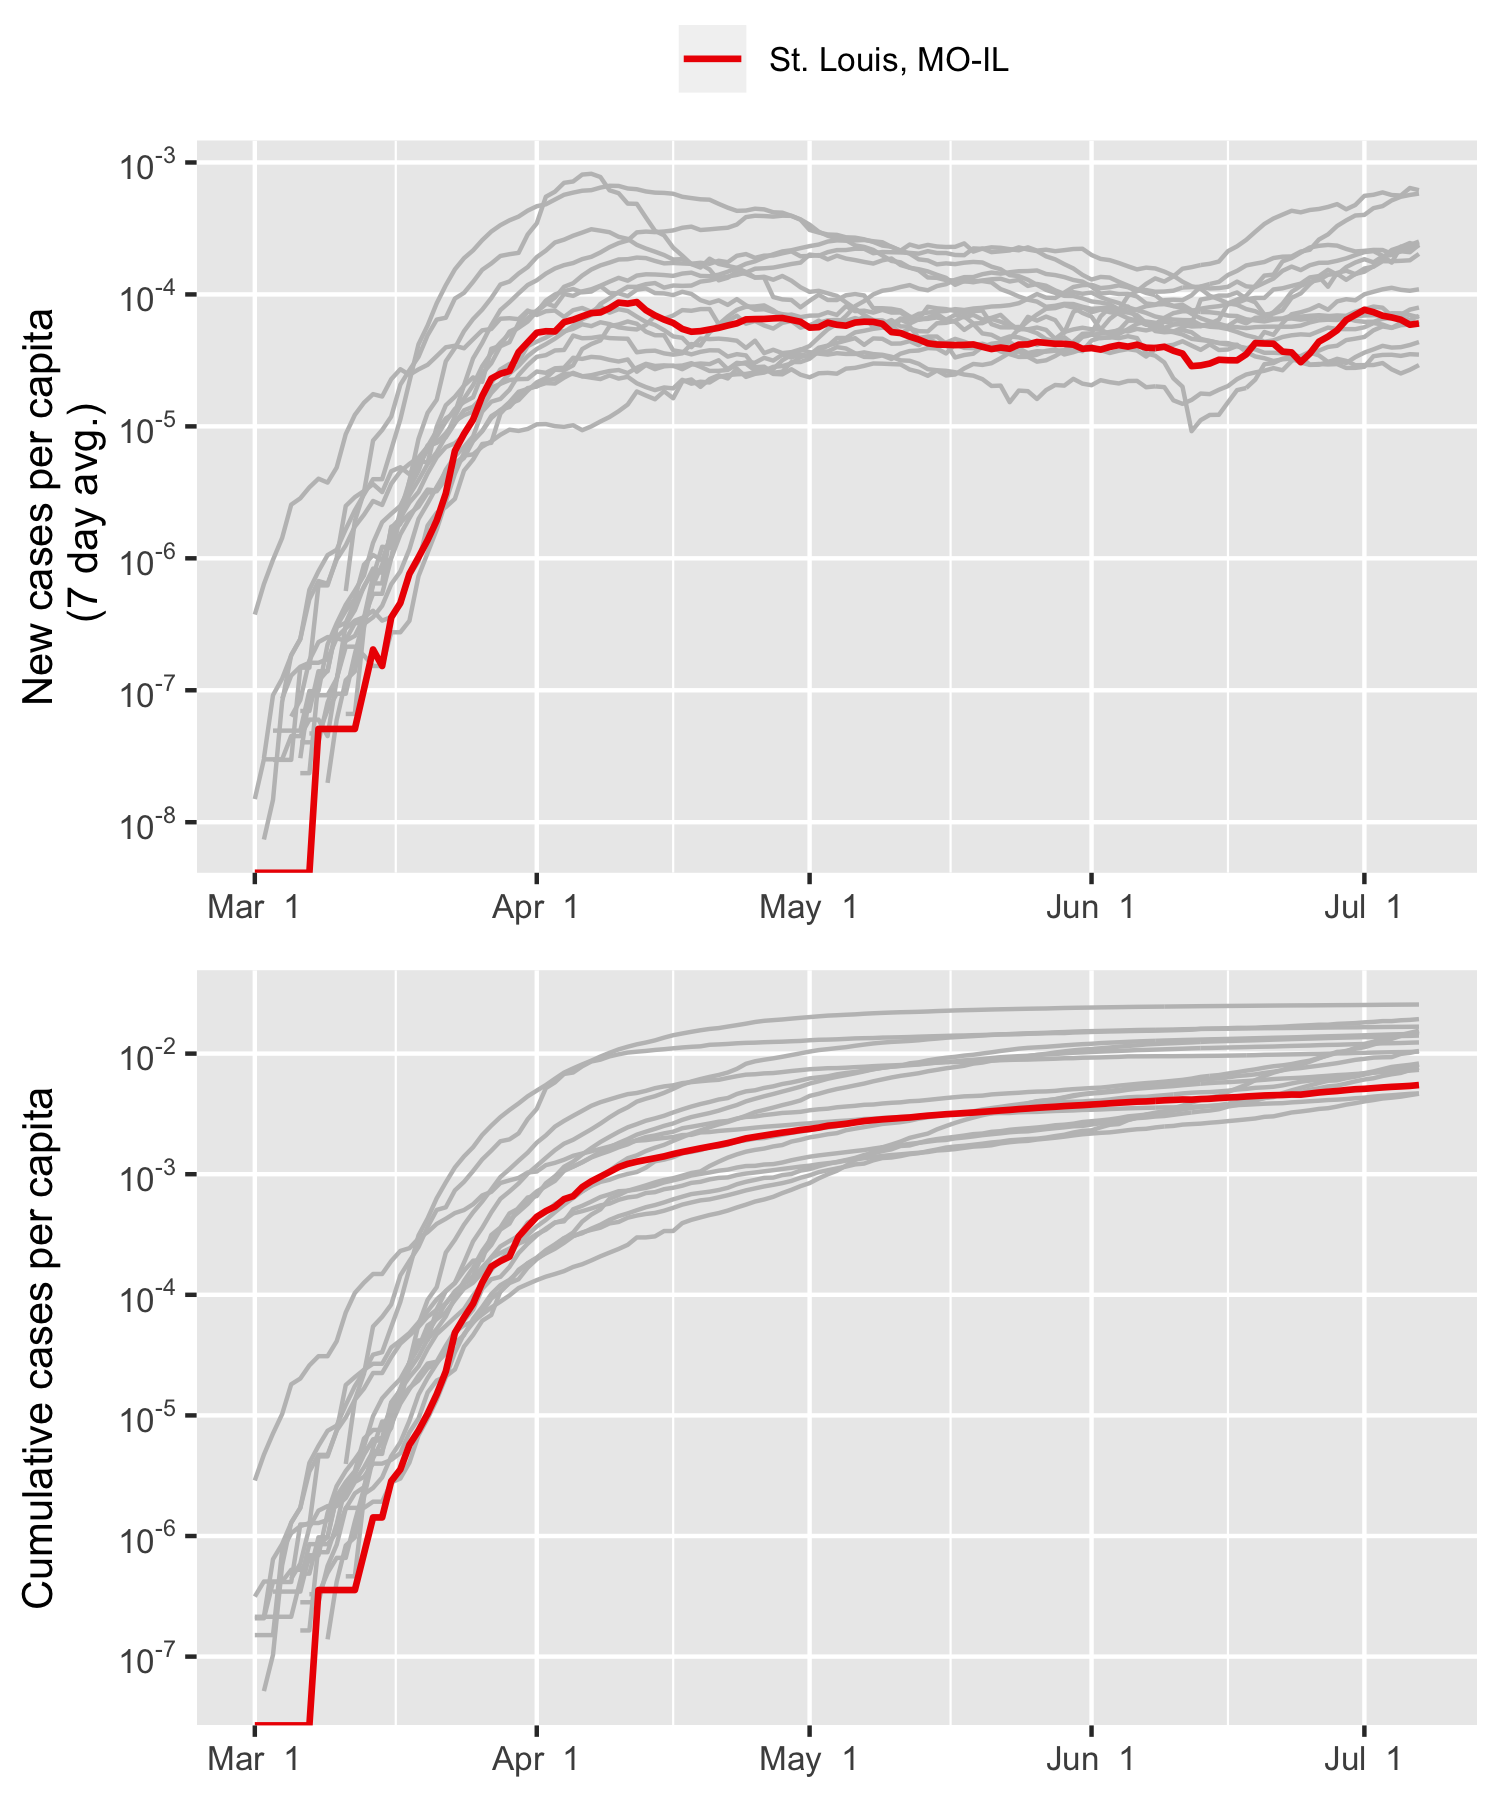 St. Louis, MO-IL
New cases per capita
(7 day avg.)
10-3
10-4
10-5
10-6
10-7
10-8
Mar 1 Apr 1 May 1 Jun 1 Jul 1
Cumulative cases per capita
10-2
10-3
10-4
10-5
10-6
10-7
Mar 1 Apr 1 May 1 Jun 1 Jul 1